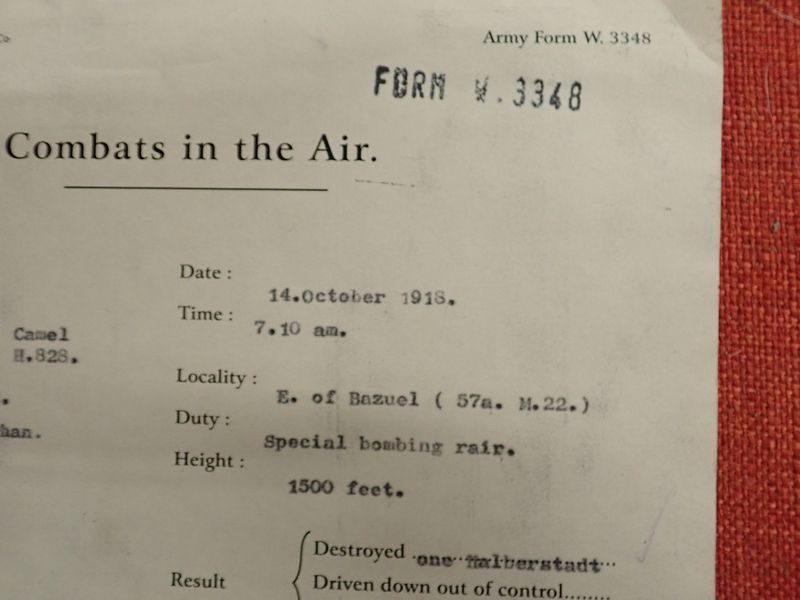 Army Form W. 3348
FORM W.3348
Combats in the Air.
Date :
14.October 1918.
Time :
7.10 am.
Camel
H.828.
Locality :
E. of Bazuel ( 57a. M.22.)
Duty :
han.
Special bombing rair.
Height :
1500 feet.
Destroyed one Halberstadt
Result
Driven down out of control........